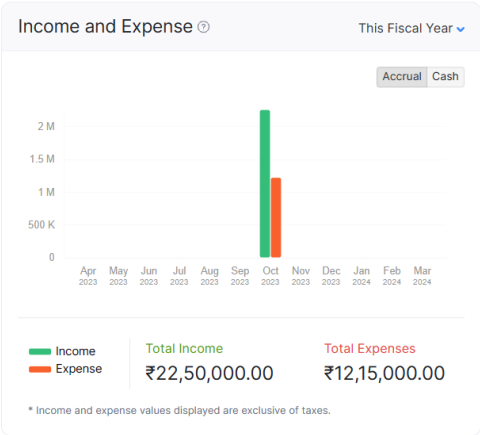 Income and Expense ?
This Fiscal Year
Accrual Cash
2 M
1.5 M
1 M
500 K
0
Apr May Jun Jul Aug Sep Oct Nov Dec Jan Feb Mar
2023 2023 2023 2023 2023 2023 2023 2023 2023 2024 2024 2024
Income
Expense
Total Income
₹22,50,000.00
Total Expenses
₹12,15,000.00
* Income and expense values displayed are exclusive of taxes.